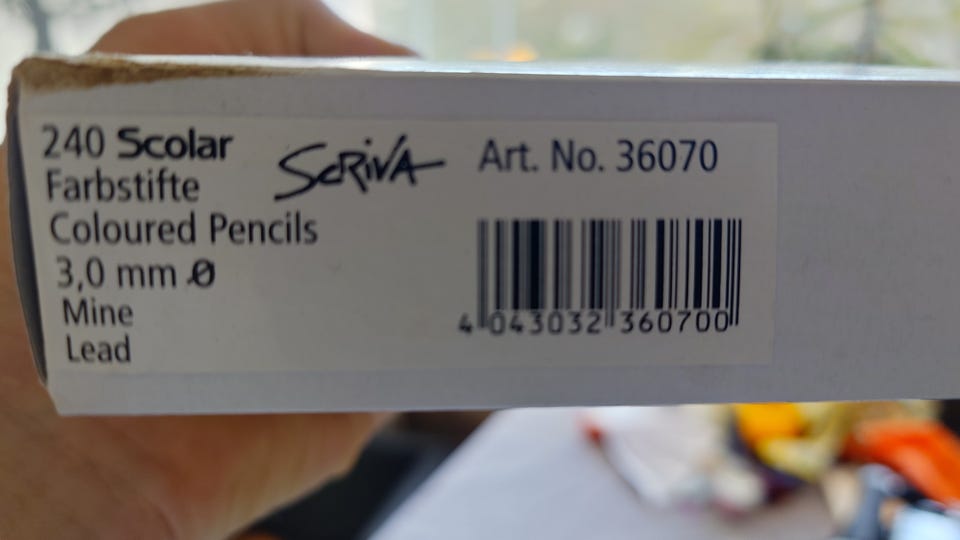 240 Scolar
Farbstifte
Coloured Pencils
3,0 mm Ø
Mine
Lead
SCRIVA
Art. No. 36070
4 043032 360700